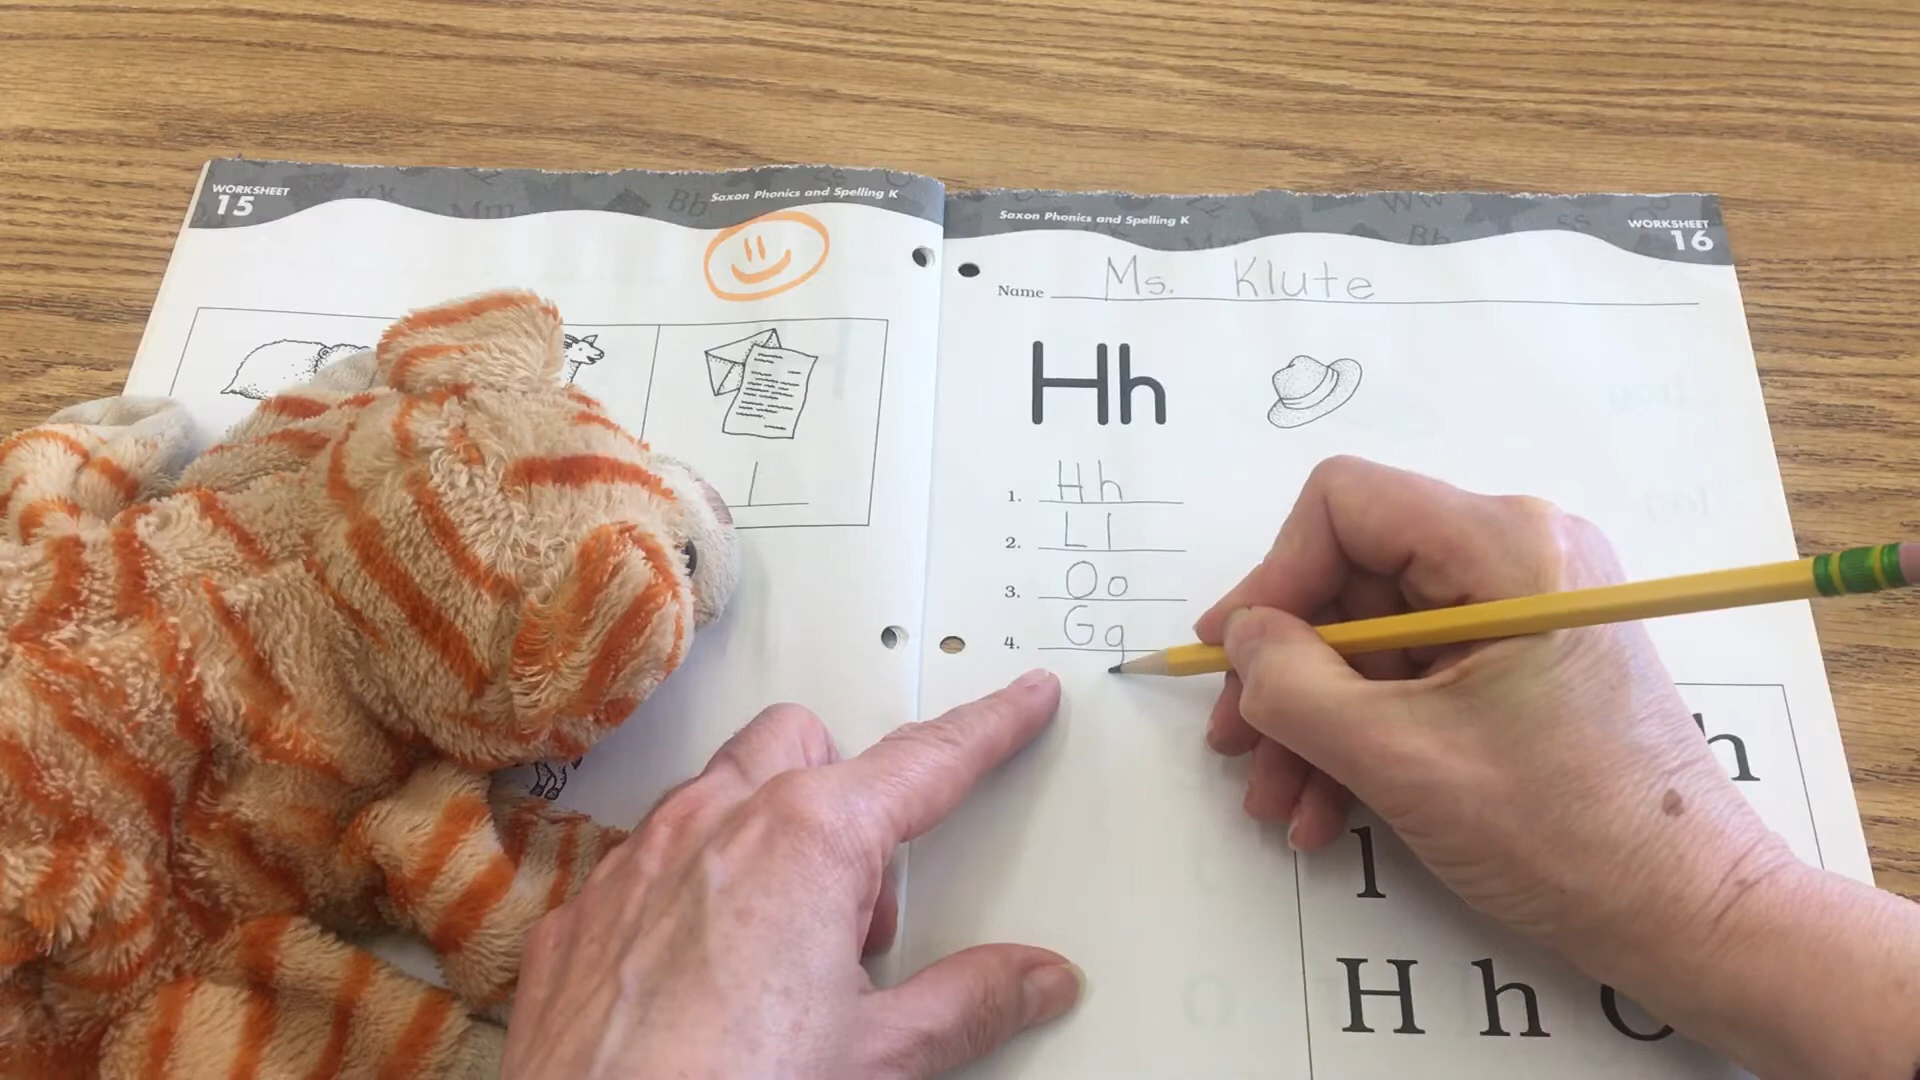 WORKSHEET
15
Saxon Phonics and Spelling K
l
Saxon Phonics and Spelling K
WORKSHEET
16
Name Ms. Klute
Hh
1. Hh
2. Ll
3. Oo
4. Gg
h
l
H h